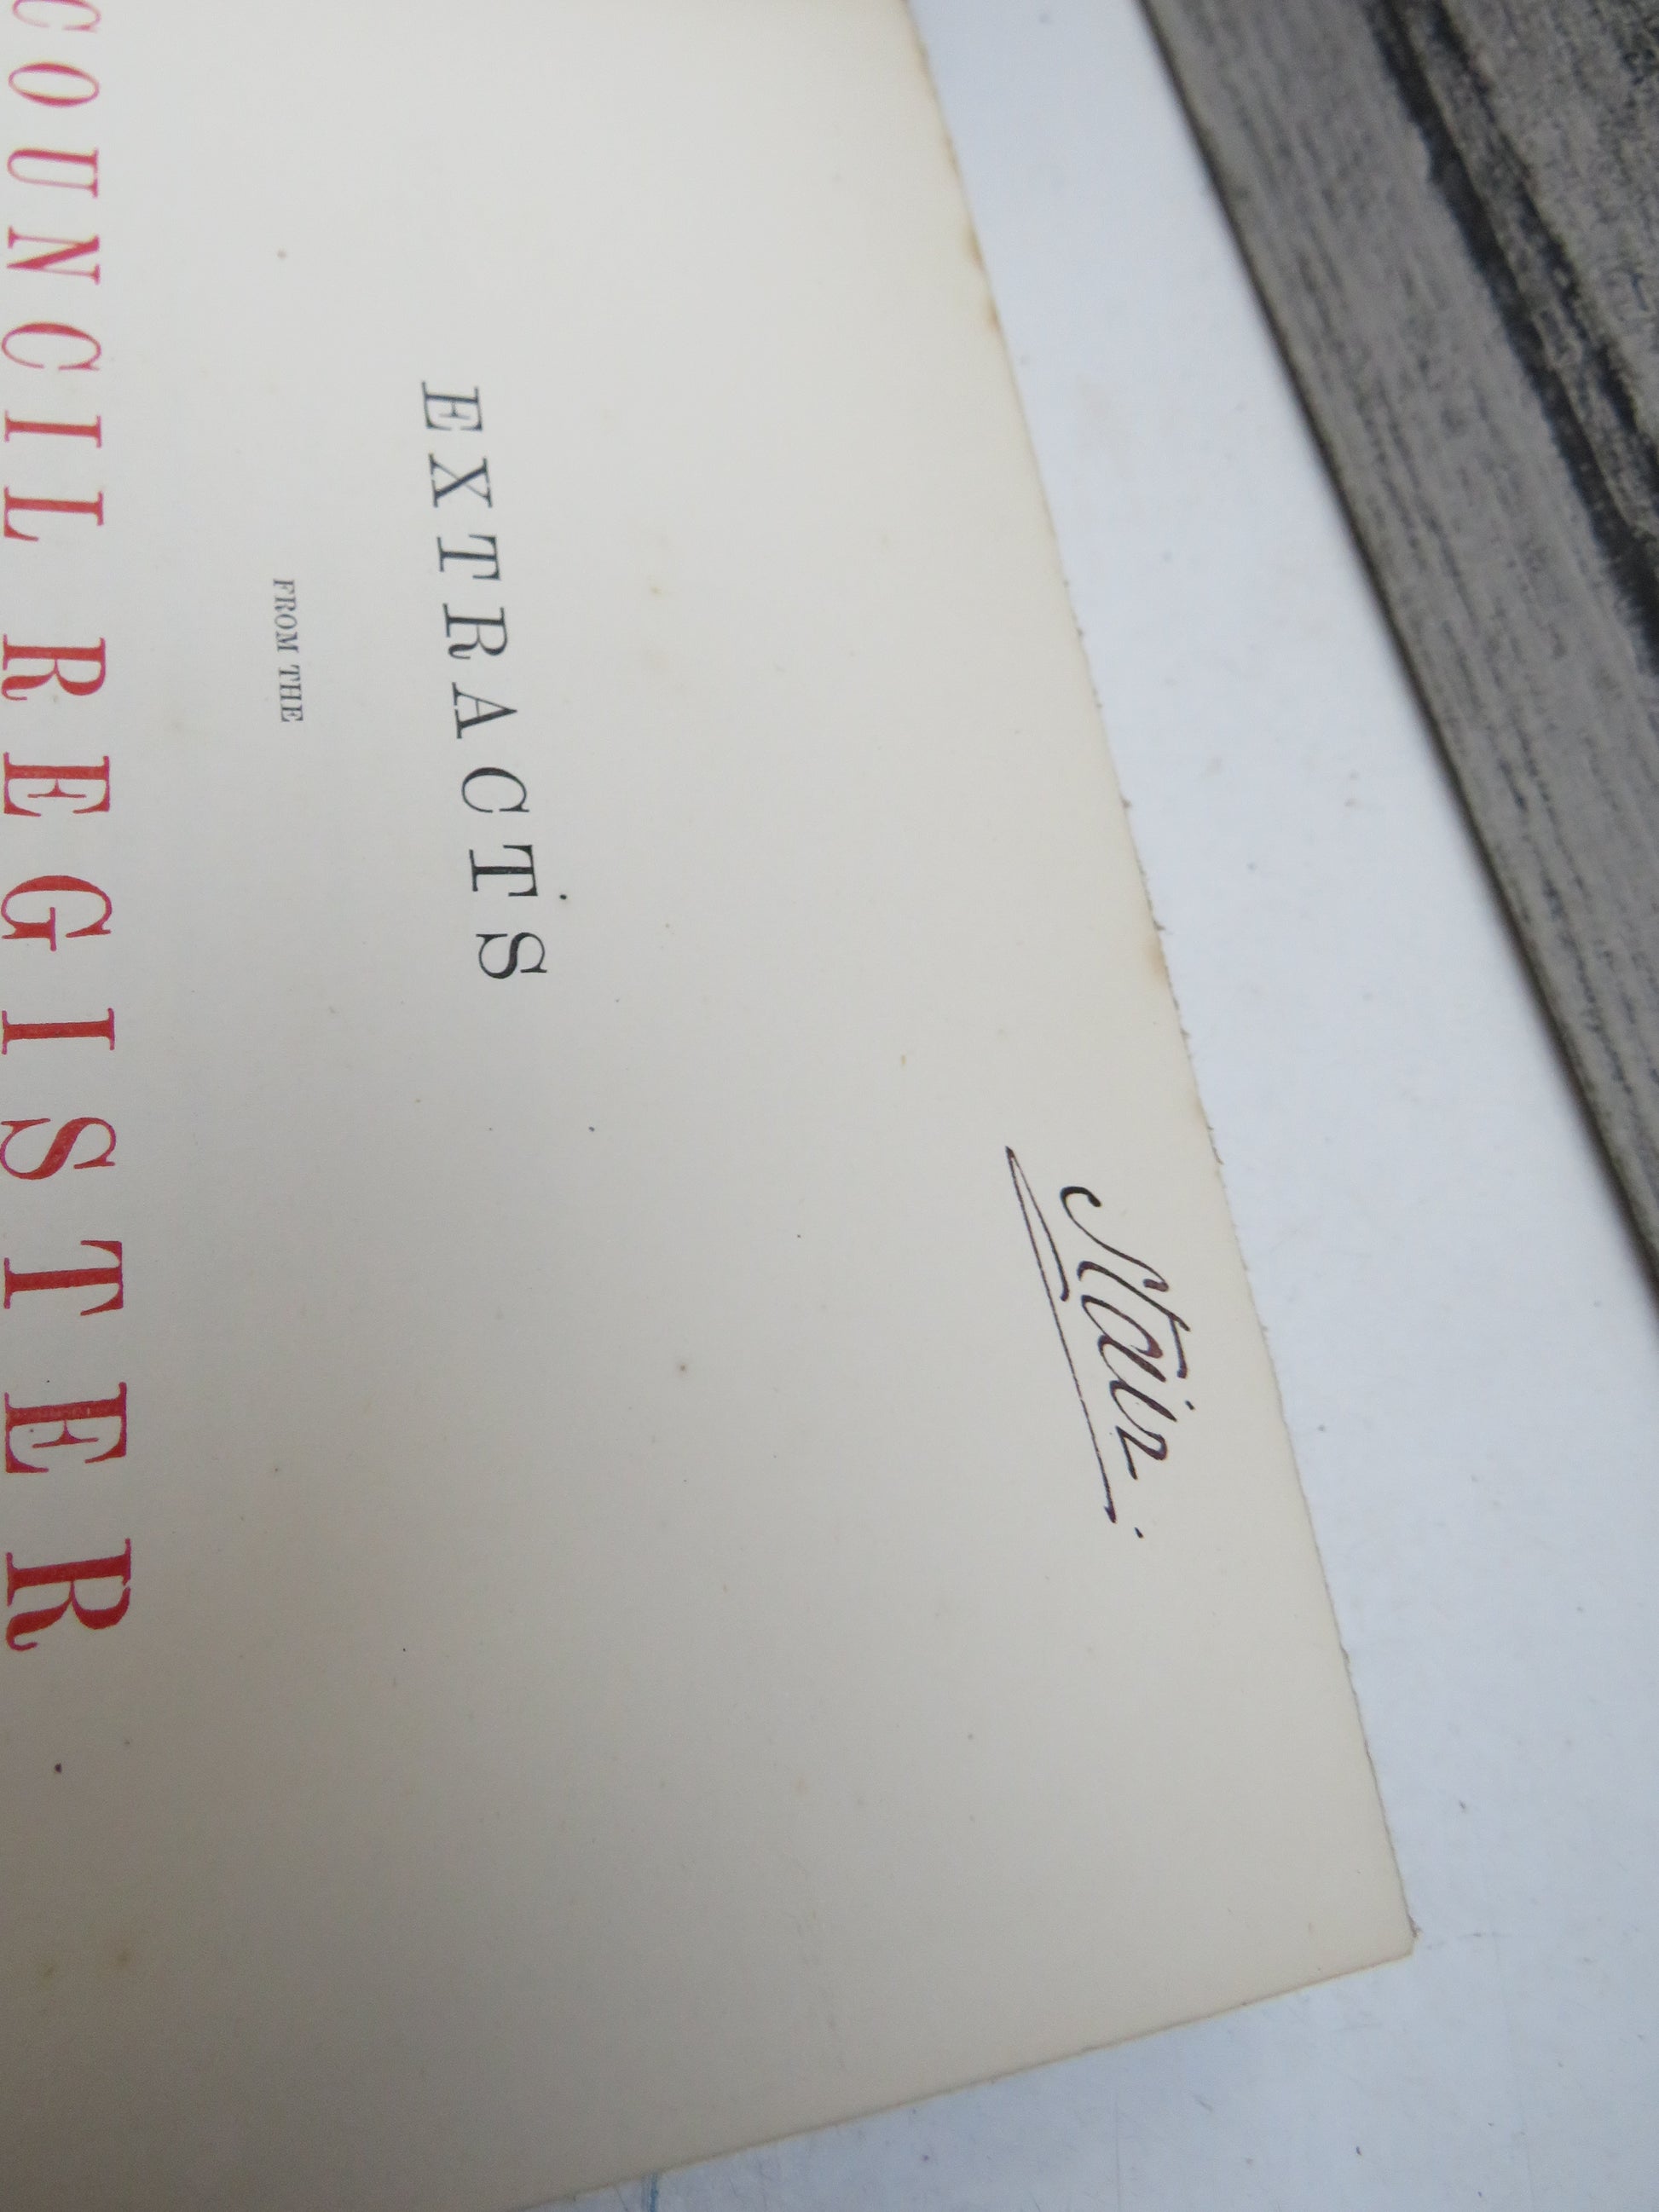 Stair.
EXTRACTS
FROM THE
COUNCIL REGISTER